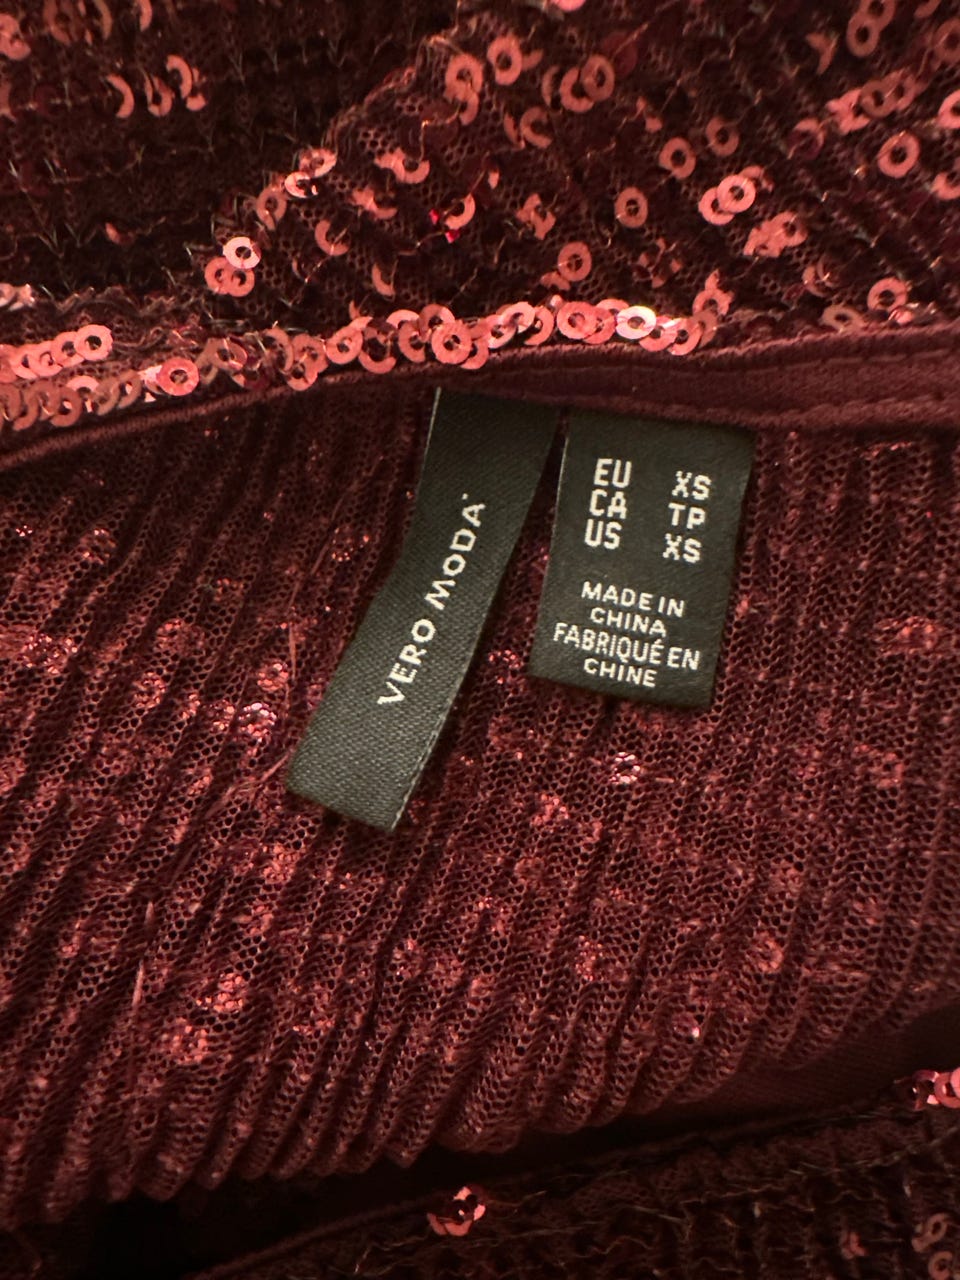 VERO MODA
EU XS
CA TP
US XS
MADE IN
CHINA
FABRIQUÉ EN
CHINE